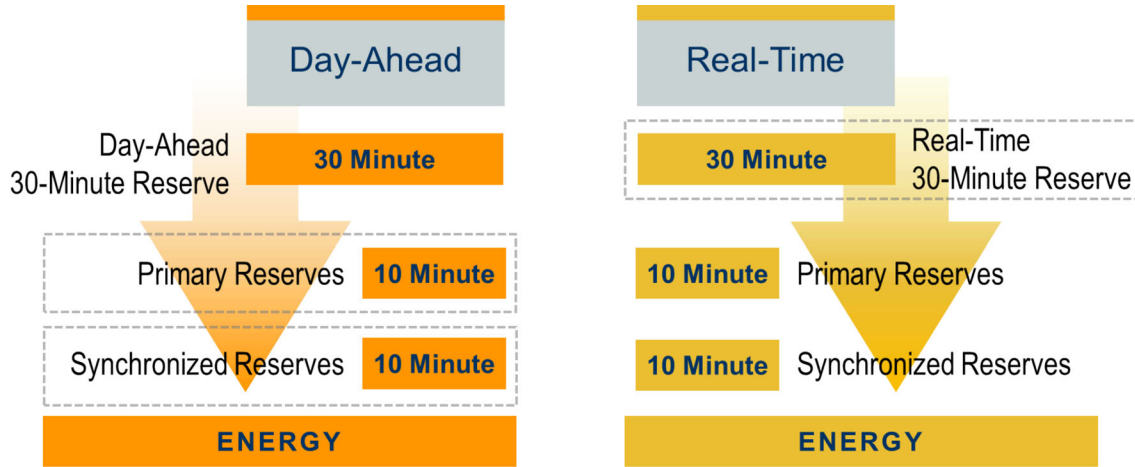 Day-Ahead
Day-Ahead
30-Minute Reserve
30 Minute
Primary Reserves
10 Minute
Synchronized Reserves
10 Minute
ENERGY
Real-Time
30 Minute
Real-Time
30-Minute Reserve
10 Minute
Primary Reserves
10 Minute
Synchronized Reserves
ENERGY